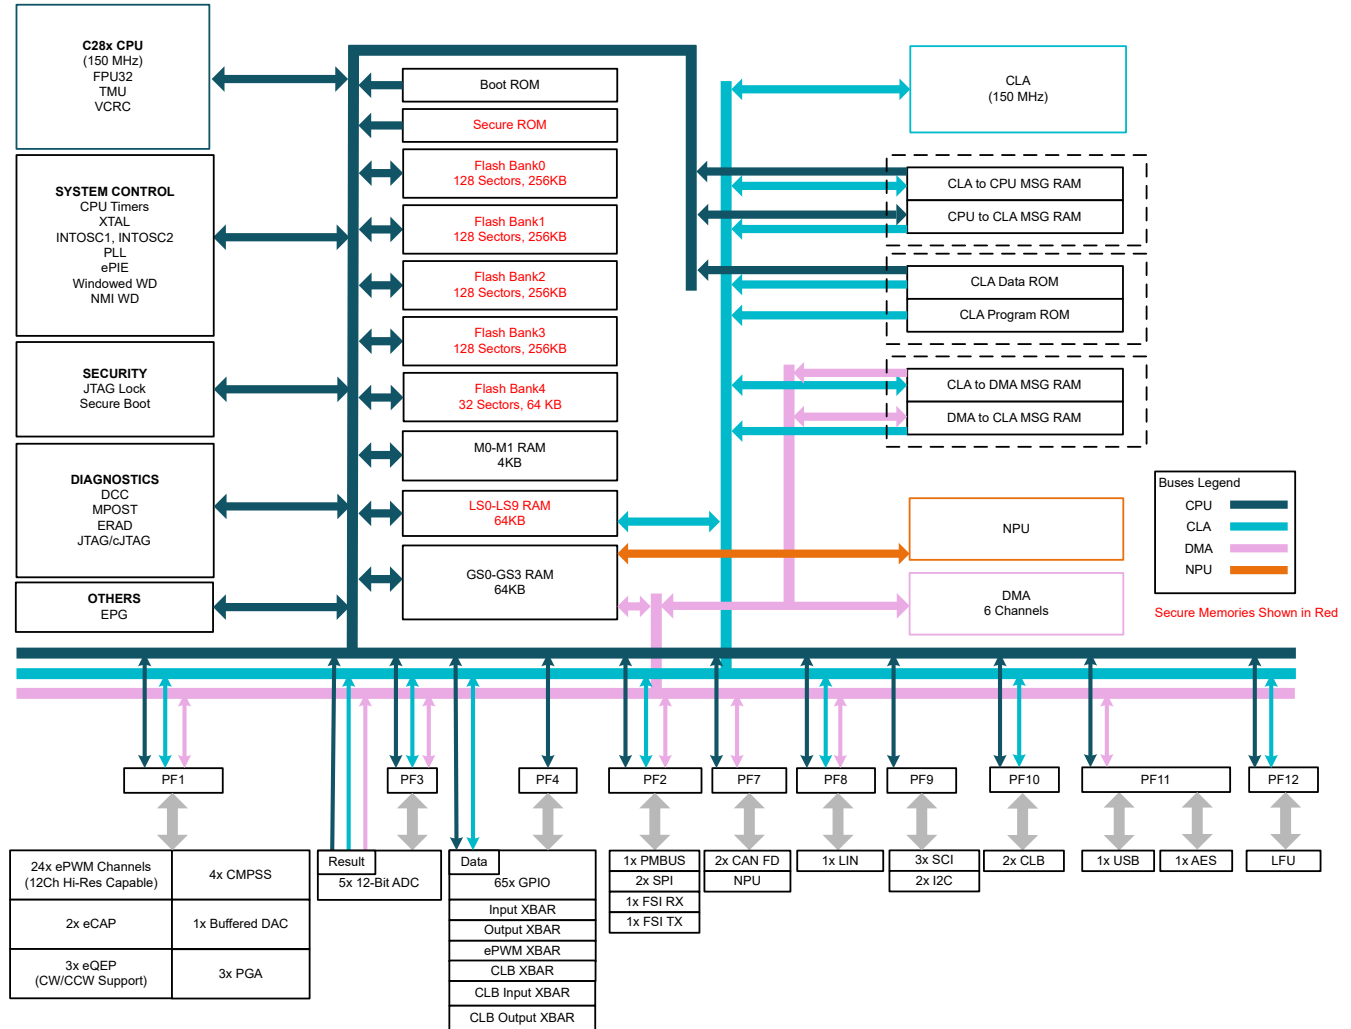 C28x CPU
(150 MHz)
FPU32
TMU
VCRC
SYSTEM CONTROL
CPU Timers
XTAL
INTOSC1, INTOSC2
PLL
ePIE
Windowed WD
NMI WD
SECURITY
JTAG Lock
Secure Boot
DIAGNOSTICS
DCC
MPOST
ERAD
JTAG/cJTAG
OTHERS
EPG
Boot ROM
Secure ROM
Flash Bank0
128 Sectors, 256KB
Flash Bank1
128 Sectors, 256KB
Flash Bank2
128 Sectors, 256KB
Flash Bank3
128 Sectors, 256KB
Flash Bank4
32 Sectors, 64 KB
M0-M1 RAM
4KB
LS0-LS9 RAM
64KB
GS0-GS3 RAM
64KB
CLA
(150 MHz)
CLA to CPU MSG RAM
CPU to CLA MSG RAM
CLA Data ROM
CLA Program ROM
CLA to DMA MSG RAM
DMA to CLA MSG RAM
NPU
DMA
6 Channels
Buses Legend
CPU
CLA
DMA
NPU
Secure Memories Shown in Red
PF1
PF3
PF4
PF2
PF7
PF8
PF9
PF10
PF11
PF12
24x ePWM Channels
(12Ch Hi-Res Capable)
4x CMPSS
2x eCAP
1x Buffered DAC
3x eQEP
(CW/CCW Support)
3x PGA
Result
5x 12-Bit ADC
Data
65x GPIO
Input XBAR
Output XBAR
ePWM XBAR
CLB XBAR
CLB Input XBAR
CLB Output XBAR
1x PMBUS
2x SPI
1x FSI RX
1x FSI TX
2x CAN FD
NPU
1x LIN
3x SCI
2x I2C
2x CLB
1x USB
1x AES
LFU